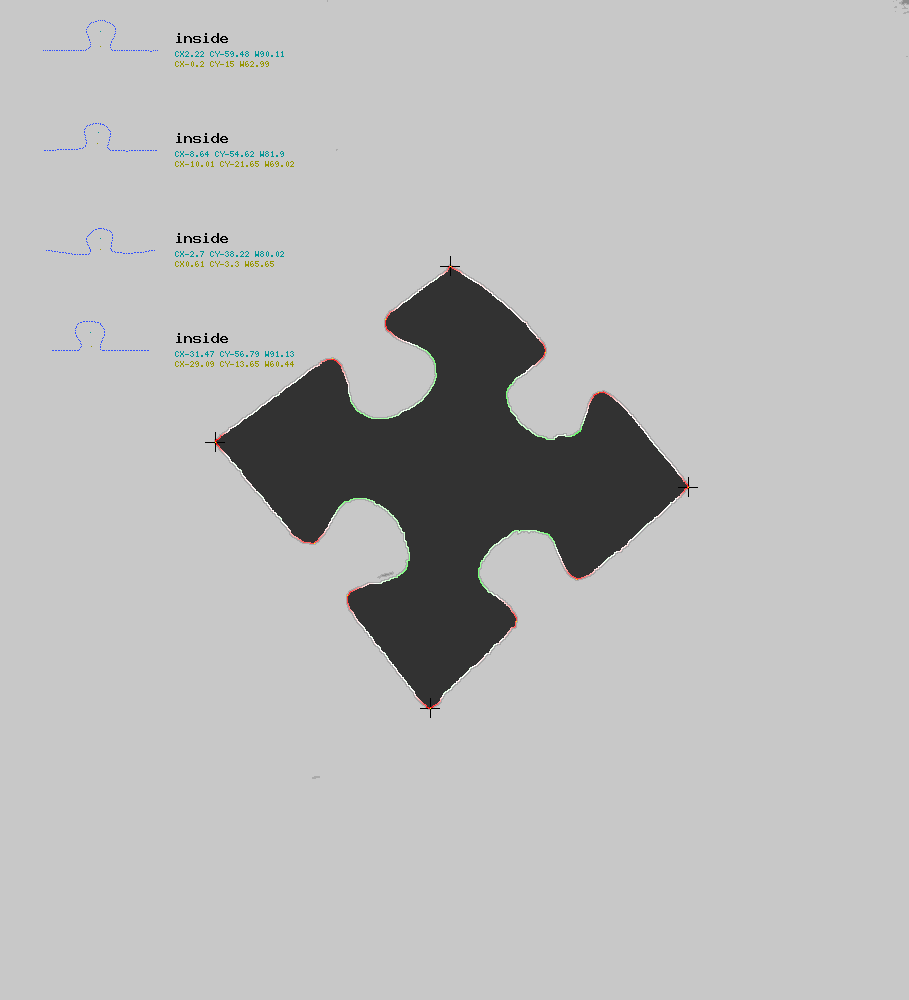 inside
CX2.22 CY-59.48 W90.11
CX-0.2 CY-15 W62.99
inside
CX-8.64 CY-54.62 W81.9
CX-10.01 CY-21.65 W69.02
inside
CX-2.7 CY-38.22 W80.02
CX0.61 CY-3.3 W65.65
inside
CX-31.47 CY-56.79 W91.13
CX-29.09 CY-13.65 W60.44